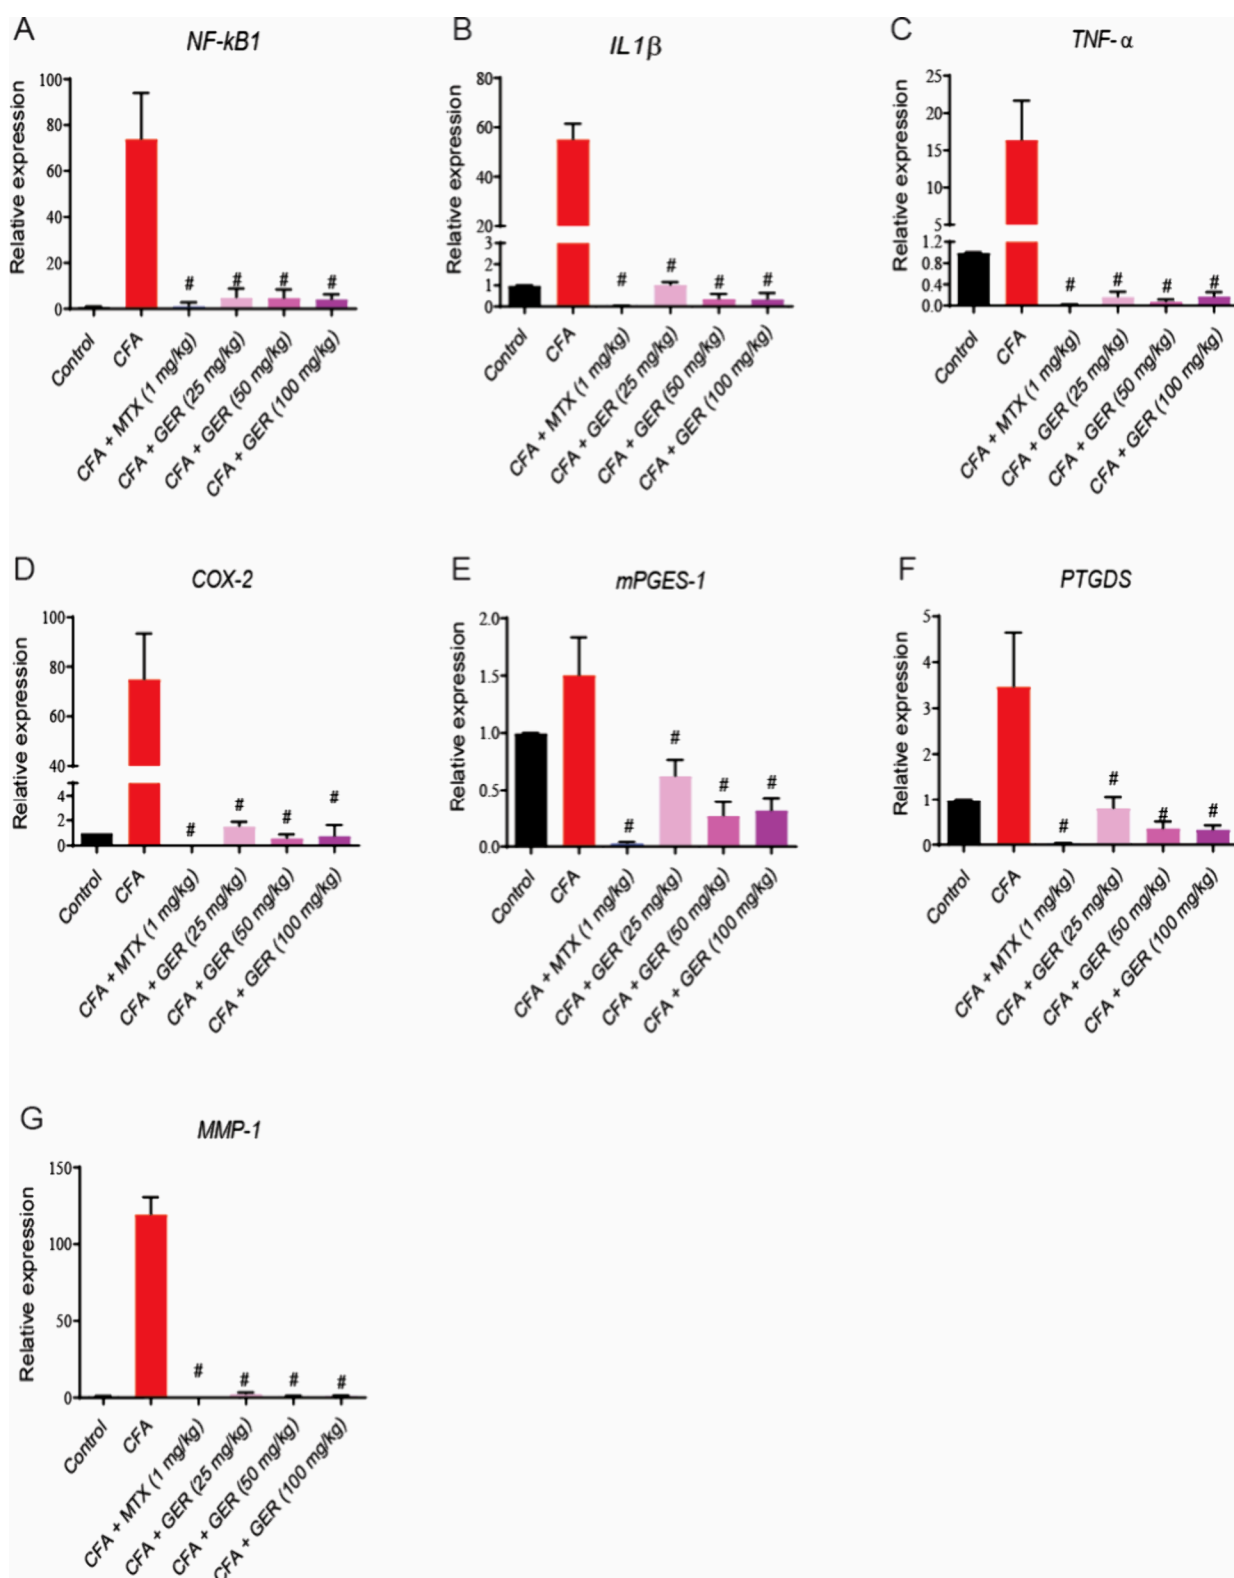 A
NF-kB1
Relative expression
100
80
60
40
20
0
#
#
#
#
Control
CFA
CFA + MTX (1 mg/kg)
CFA + GER (25 mg/kg)
CFA + GER (50 mg/kg)
CFA + GER (100 mg/kg)
B
IL1β
Relative expression
80
60
40
20
3
2
1
0
#
#
#
#
Control
CFA
CFA + MTX (1 mg/kg)
CFA + GER (25 mg/kg)
CFA + GER (50 mg/kg)
CFA + GER (100 mg/kg)
C
TNF- α
Relative expression
25
20
15
10
5
1.2
0.8
0.4
0.0
#
#
#
#
Control
CFA
CFA + MTX (1 mg/kg)
CFA + GER (25 mg/kg)
CFA + GER (50 mg/kg)
CFA + GER (100 mg/kg)
D
COX-2
Relative expression
100
80
60
40
4
2
0
#
#
#
#
Control
CFA
CFA + MTX (1 mg/kg)
CFA + GER (25 mg/kg)
CFA + GER (50 mg/kg)
CFA + GER (100 mg/kg)
E
mPGES-1
Relative expression
2.0
1.5
1.0
0.5
0.0
#
#
#
#
Control
CFA
CFA + MTX (1 mg/kg)
CFA + GER (25 mg/kg)
CFA + GER (50 mg/kg)
CFA + GER (100 mg/kg)
F
PTGDS
Relative expression
5
4
3
2
1
0
#
#
#
#
Control
CFA
CFA + MTX (1 mg/kg)
CFA + GER (25 mg/kg)
CFA + GER (50 mg/kg)
CFA + GER (100 mg/kg)
G
MMP-1
Relative expression
150
100
50
0
#
#
#
#
Control
CFA
CFA + MTX (1 mg/kg)
CFA + GER (25 mg/kg)
CFA + GER (50 mg/kg)
CFA + GER (100 mg/kg)